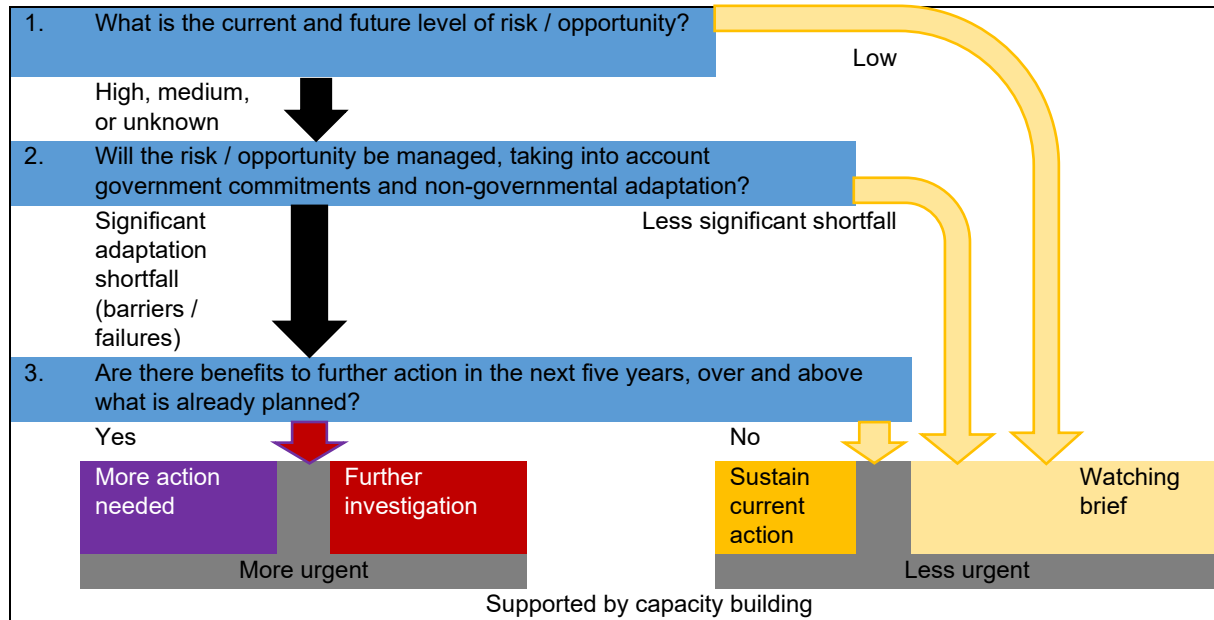 1. What is the current and future level of risk / opportunity?
Low
High, medium,
or unknown
2. Will the risk / opportunity be managed, taking into account
government commitments and non-governmental adaptation?
Significant
adaptation
shortfall
(barriers /
failures)
Less significant shortfall
3. Are there benefits to further action in the next five years, over and above
what is already planned?
Yes
No
More action
needed
Further
investigation
Sustain
current
action
Watching
brief
More urgent
Less urgent
Supported by capacity building